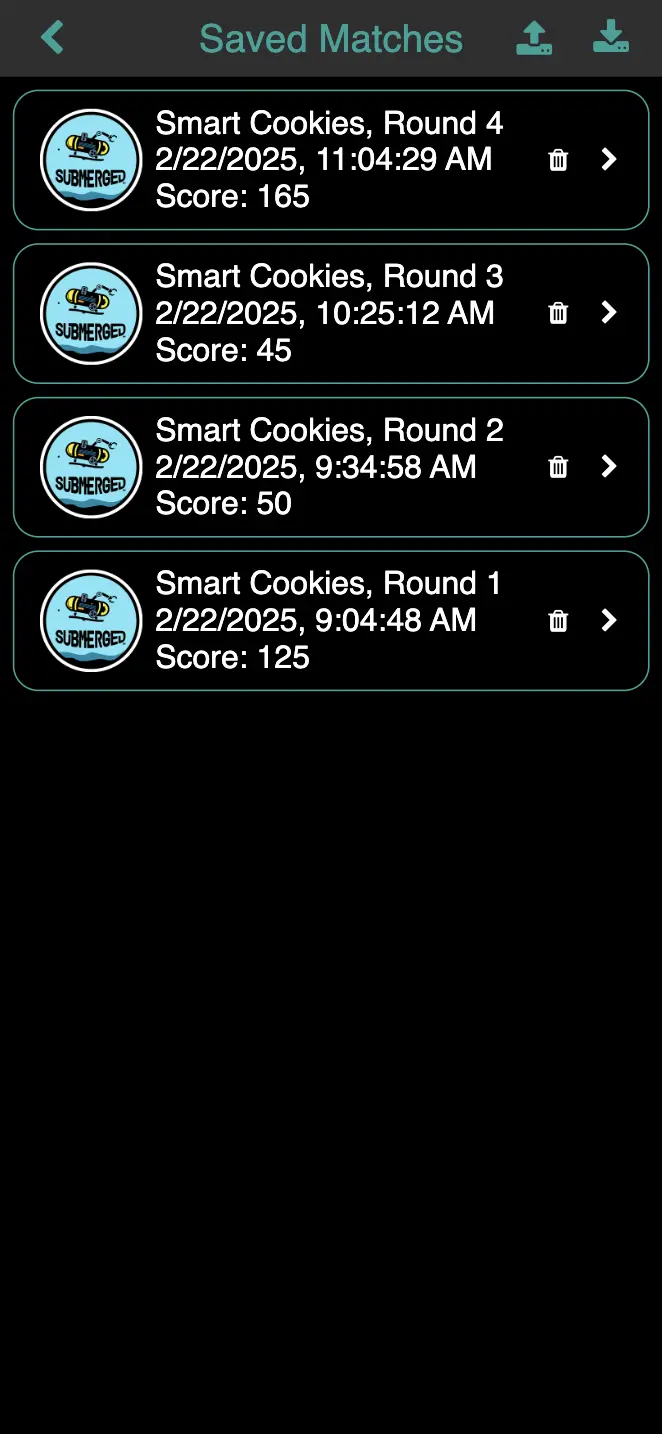 Saved Matches
Smart Cookies, Round 4
2/22/2025, 11:04:29 AM
Score: 165
SUBMERGED
Smart Cookies, Round 3
2/22/2025, 10:25:12 AM
Score: 45
SUBMERGED
Smart Cookies, Round 2
2/22/2025, 9:34:58 AM
Score: 50
SUBMERGED
Smart Cookies, Round 1
2/22/2025, 9:04:48 AM
Score: 125
SUBMERGED